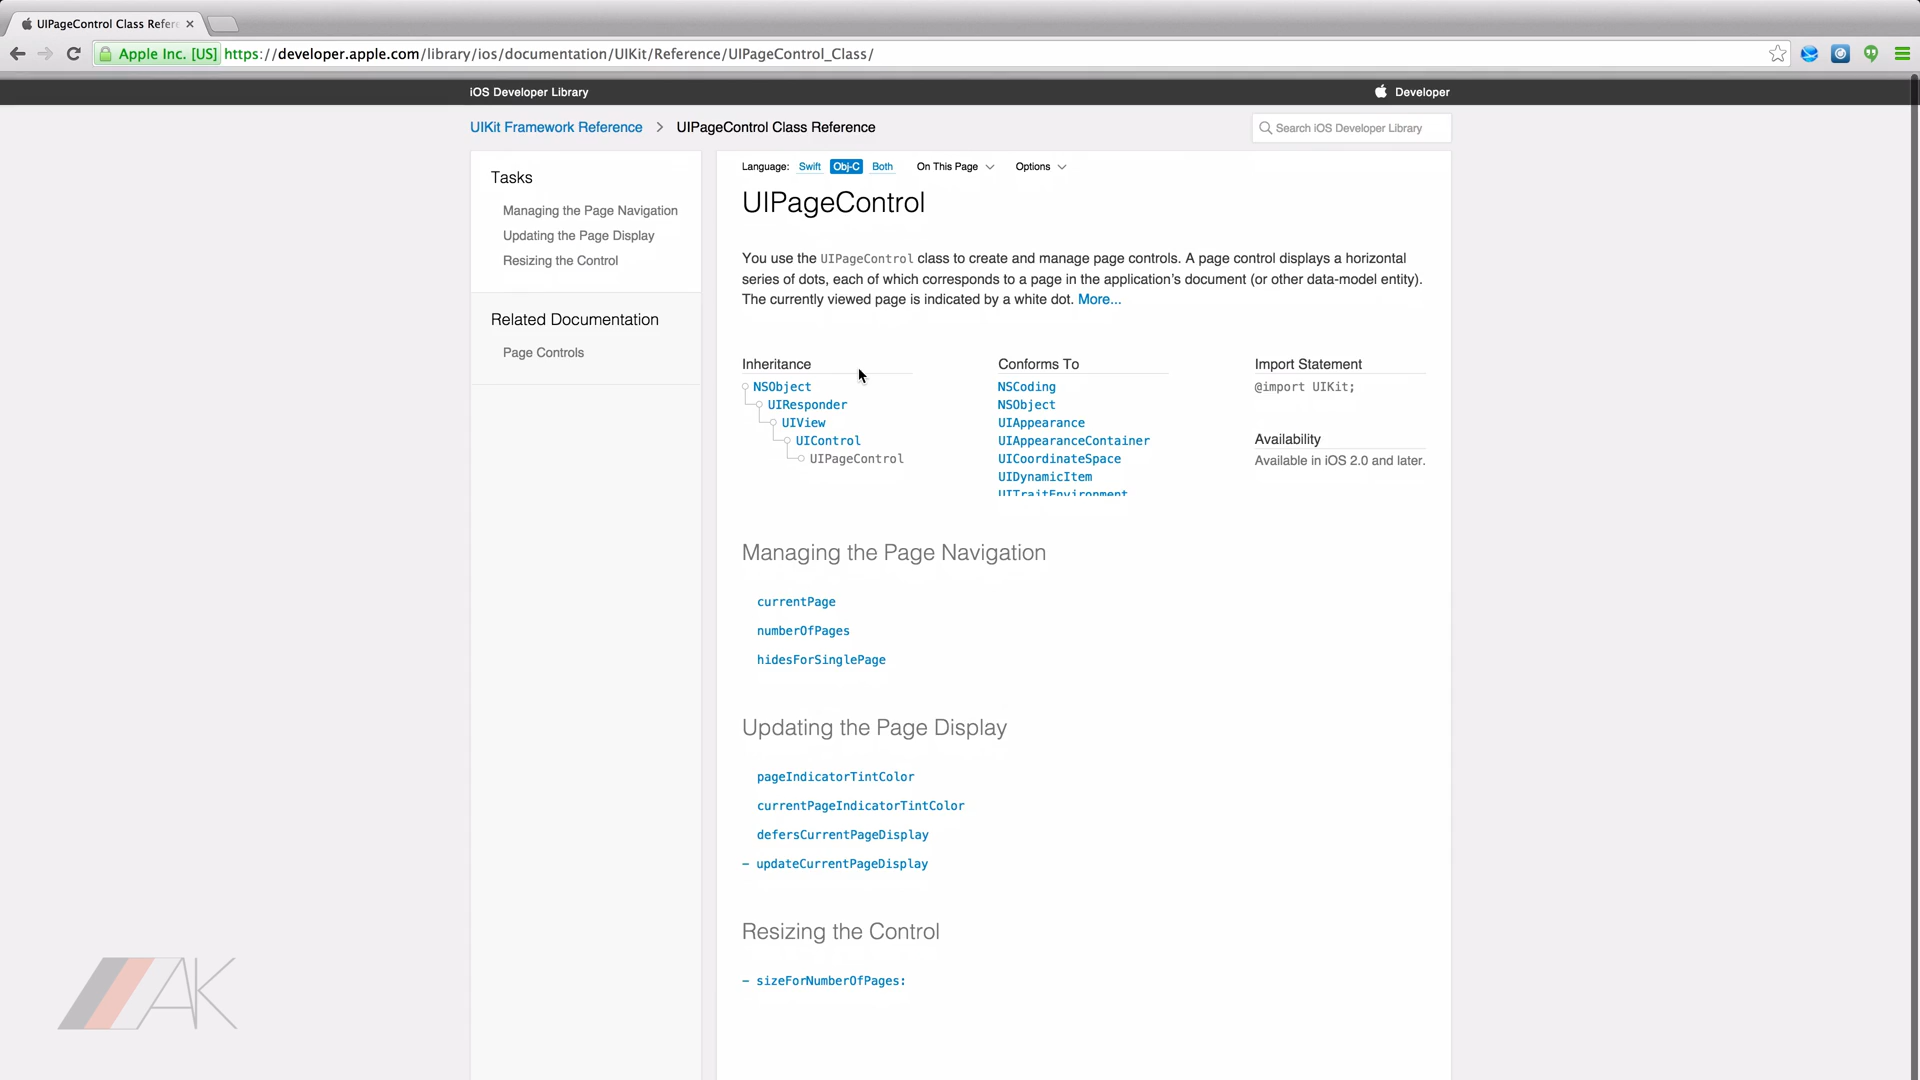 UIPageControl Class Refere
Apple Inc. [US] https://developer.apple.com/library/ios/documentation/UIKit/Reference/UIPageControl_Class/
iOS Developer Library
Developer
UIKit Framework Reference > UIPageControl Class Reference
Search iOS Developer Library
Tasks
Managing the Page Navigation
Updating the Page Display
Resizing the Control
Related Documentation
Page Controls
Language: Swift Obj-C Both On This Page Options
UIPageControl
You use the UIPageControl class to create and manage page controls. A page control displays a horizontal
series of dots, each of which corresponds to a page in the application's document (or other data-model entity).
The currently viewed page is indicated by a white dot. More...
Inheritance
NSObject
UIResponder
UIView
UIControl
UIPageControl
Conforms To
NSCoding
NSObject
UIAppearance
UIAppearanceContainer
UICoordinateSpace
UIDynamicItem
UITraitEnvironment
Import Statement
@import UIKit;
Availability
Available in iOS 2.0 and later.
Managing the Page Navigation
currentPage
numberOfPages
hidesForSinglePage
Updating the Page Display
pageIndicatorTintColor
currentPageIndicatorTintColor
defersCurrentPageDisplay
– updateCurrentPageDisplay
Resizing the Control
– sizeForNumberOfPages:
AK